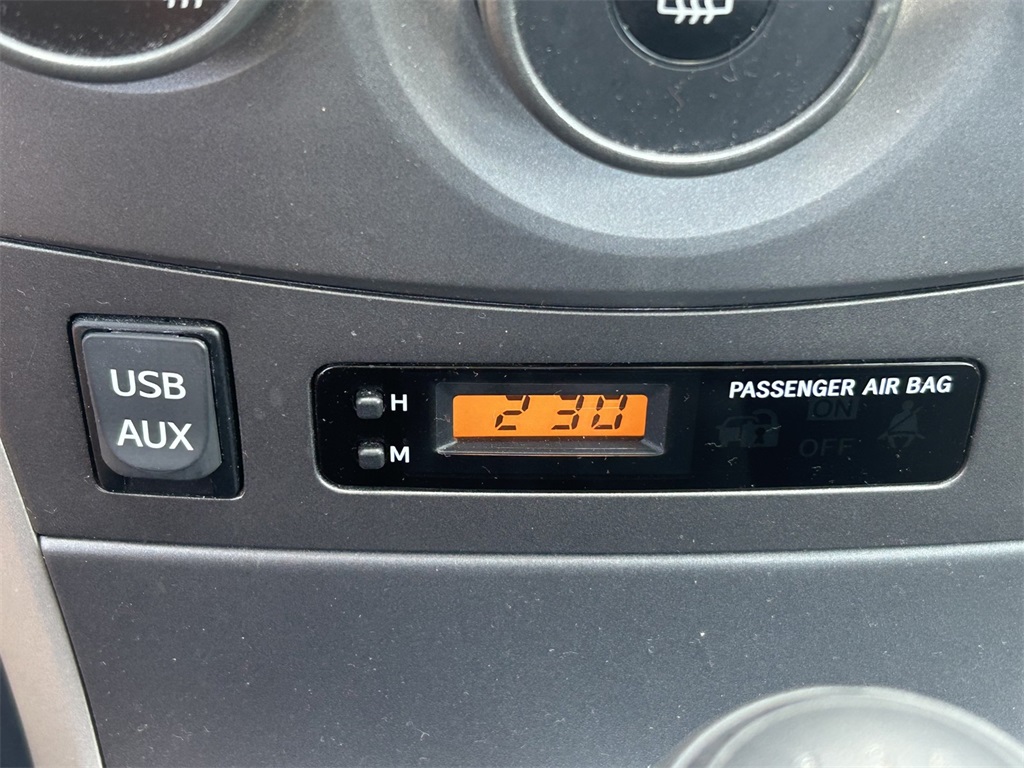 USB
AUX
H
M
2 30
PASSENGER AIR BAG
ON
OFF